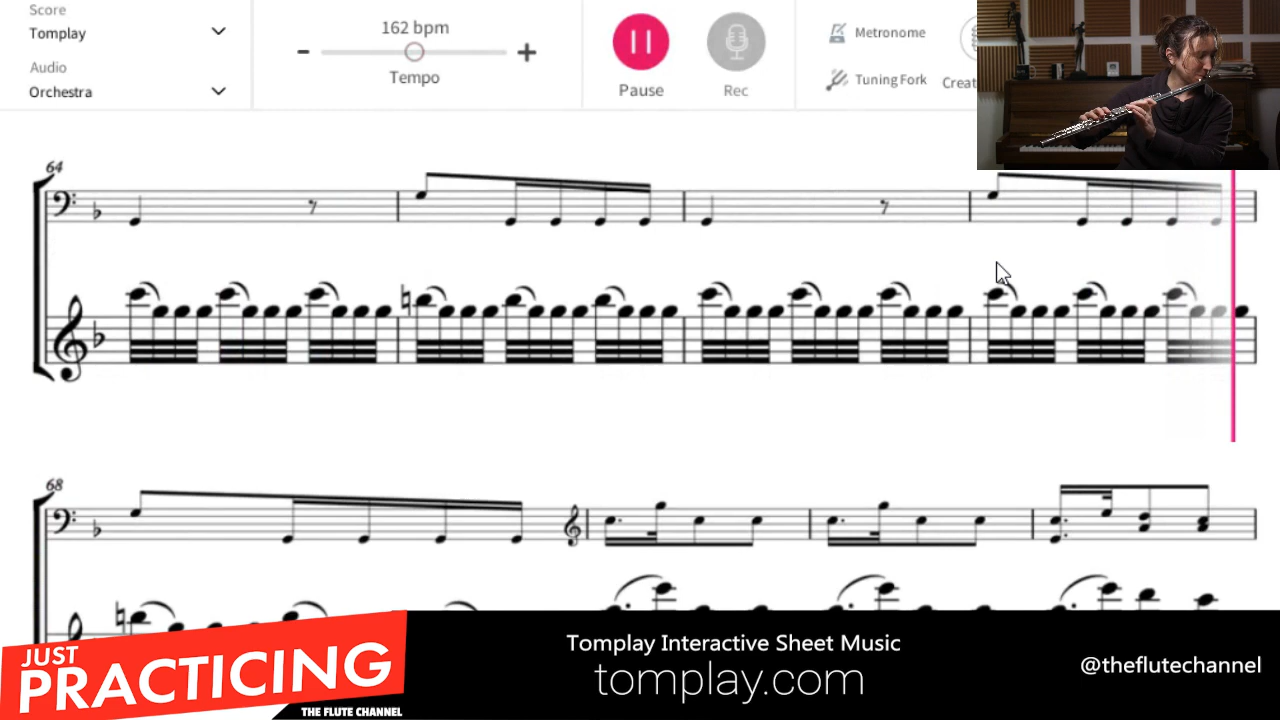 Score
Tomplay
Audio
Orchestra
162 bpm
Tempo
Pause
Rec
Metronome
Tuning Fork
Creat
64
68
JUST
PRACTICING
THE FLUTE CHANNEL
Tomplay Interactive Sheet Music
tomplay.com
@theflutechannel